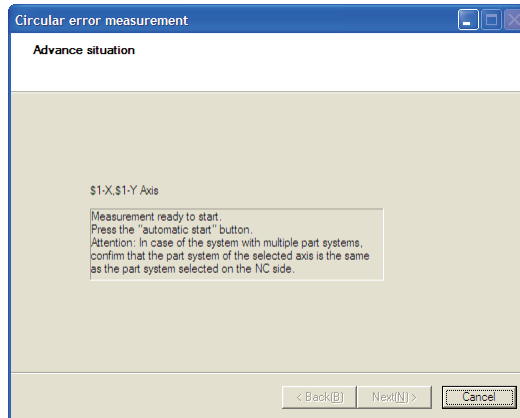 Circular error measurement
Advance situation
$1-X,$1-Y Axis
Measurement ready to start.
Press the "automatic start" button.
Attention: In case of the system with multiple part systems,
confirm that the part system of the selected axis is the same
as the part system selected on the NC side.
< Back(B)
Next(N) >
Cancel